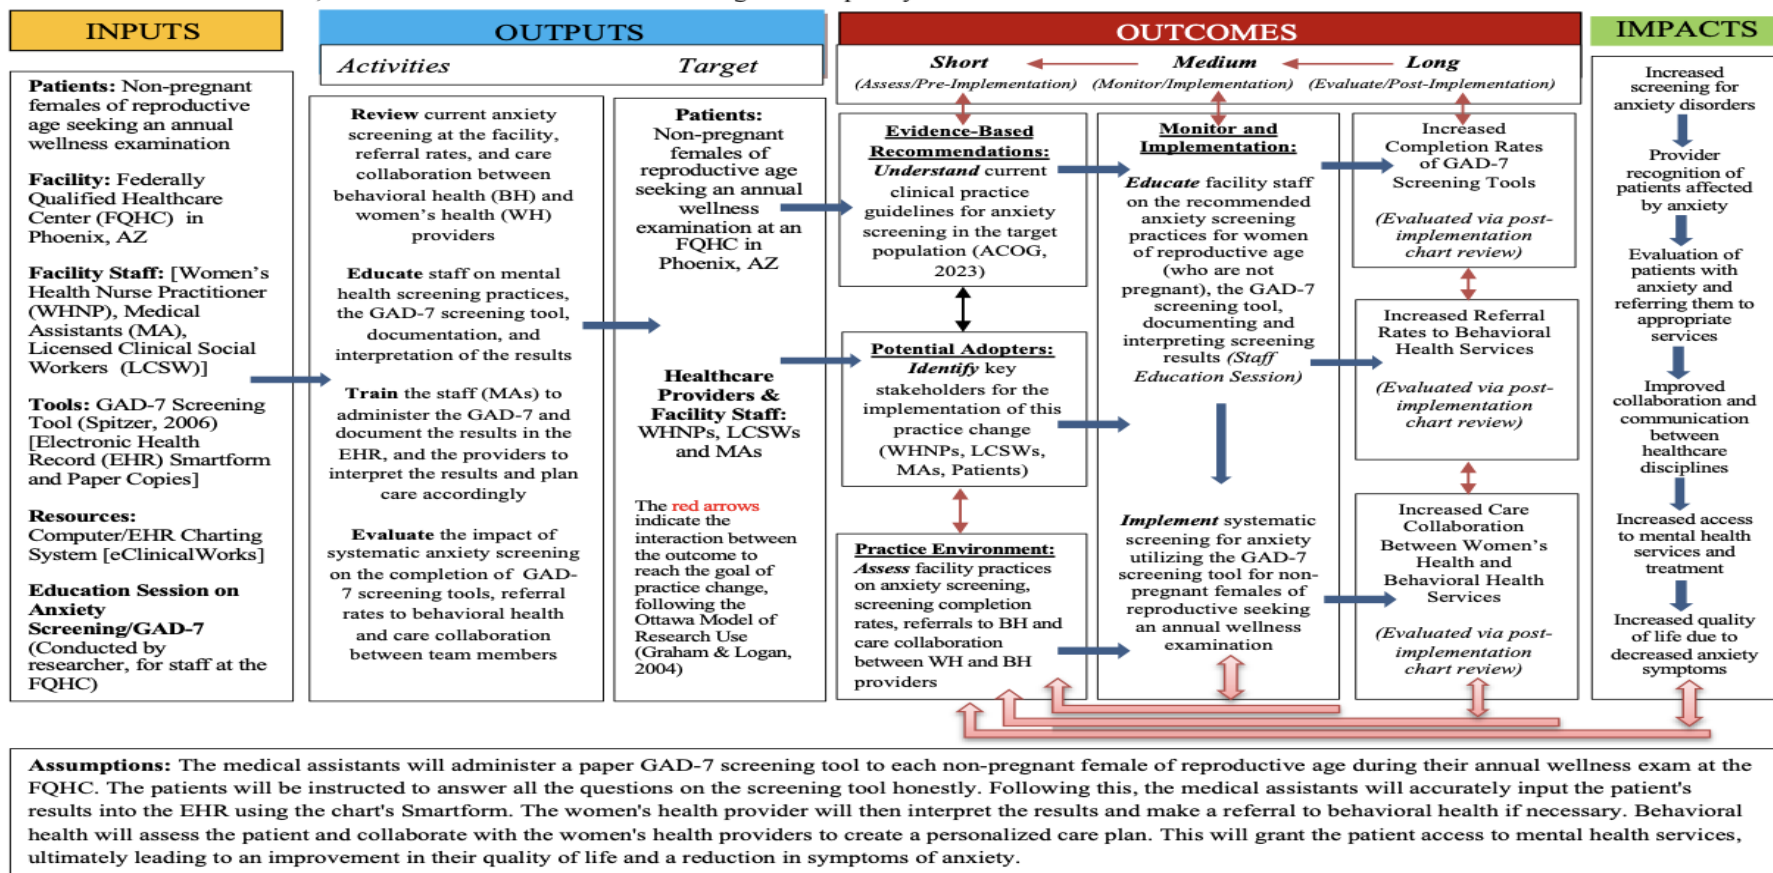 INPUTS
Patients: Non-pregnant
females of reproductive
age seeking an annual
wellness examination
Facility: Federally
Qualified Healthcare
Center (FQHC) in
Phoenix, AZ
Facility Staff: [Women's
Health Nurse Practitioner
(WHNP), Medical
Assistants (MA),
Licensed Clinical Social
Workers (LCSW)]
Tools: GAD-7 Screening
Tool (Spitzer, 2006)
[Electronic Health
Record (EHR) Smartform
and Paper Copies]
Resources:
Computer/EHR Charting
System [eClinicalWorks]
Education Session on
Anxiety
Screening/GAD-7
(Conducted by
researcher, for staff at the
FQHC)
OUTPUTS
Activities
Review current anxiety
screening at the facility,
referral rates, and care
collaboration between
behavioral health (BH) and
women's health (WH)
providers
Educate staff on mental
health screening practices,
the GAD-7 screening tool,
documentation, and
interpretation of the results
Train the staff (MAs) to
administer the GAD-7 and
document the results in the
EHR, and the providers to
interpret the results and plan
care accordingly
Evaluate the impact of
systematic anxiety screening
on the completion of GAD-
7 screening tools, referral
rates to behavioral health
and care collaboration
between team members
Target
Patients:
Non-pregnant
females of
reproductive age
seeking an annual
wellness
examination at an
FQHC in
Phoenix, AZ
Healthcare
Providers &
Facility Staff:
WHNPs, LCSWs
and MAs
The red arrows
indicate the
interaction between
the outcome to
reach the goal of
practice change,
following the
Ottawa Model of
Research Use
(Graham & Logan,
2004)
OUTCOMES
Short
(Assess/Pre-Implementation)
Evidence-Based
Recommendations:
Understand current
clinical practice
guidelines for anxiety
screening in the target
population (ACOG,
2023)
Potential Adopters:
Identify key
stakeholders for the
implementation of this
practice change
(WHNPs, LCSWs,
MAs, Patients)
Practice Environment:
Assess facility practices
on anxiety screening,
screening completion
rates, referrals to BH and
care collaboration
between WH and BH
providers
Medium
(Monitor/Implementation)
Monitor and
Implementation:
Educate facility staff
on the recommended
anxiety screening
practices for women
of reproductive age
(who are not
pregnant), the GAD-7
screening tool,
documenting and
interpreting screening
results (Staff
Education Session)
Implement systematic
screening for anxiety
utilizing the GAD-7
screening tool for non-
pregnant females of
reproductive seeking
an annual wellness
examination
Long
(Evaluate/Post-Implementation)
Increased
Completion Rates
of GAD-7
Screening Tools
(Evaluated via post-
implementation
chart review)
Increased Referral
Rates to Behavioral
Health Services
(Evaluated via post-
implementation
chart review)
Increased Care
Collaboration
Between Women's
Health and
Behavioral Health
Services
(Evaluated via post-
implementation
chart review)
IMPACTS
Increased
screening for
anxiety disorders
Provider
recognition of
patients affected
by anxiety
Evaluation of
patients with
anxiety and
referring them to
appropriate
services
Improved
collaboration and
communication
between
healthcare
disciplines
Increased access
to mental health
services and
treatment
Increased quality
of life due to
decreased anxiety
symptoms
Assumptions: The medical assistants will administer a paper GAD-7 screening tool to each non-pregnant female of reproductive age during their annual wellness exam at the
FQHC. The patients will be instructed to answer all the questions on the screening tool honestly. Following this, the medical assistants will accurately input the patient's
results into the EHR using the chart's Smartform. The women's health provider will then interpret the results and make a referral to behavioral health if necessary. Behavioral
health will assess the patient and collaborate with the women's health providers to create a personalized care plan. This will grant the patient access to mental health services,
ultimately leading to an improvement in their quality of life and a reduction in symptoms of anxiety.